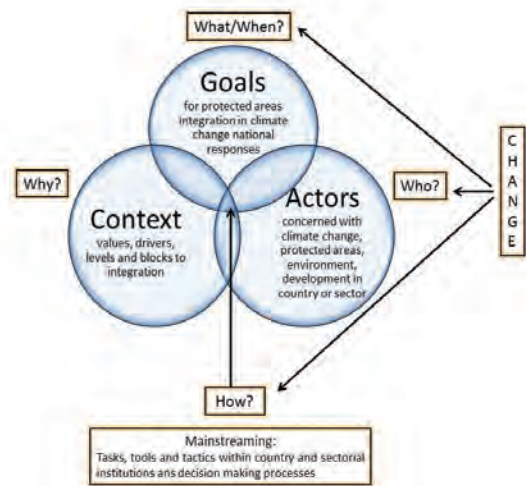 What/When?
Goals
for protected areas
integration in climate
change national
responses
Why?
Context
values, drivers,
levels and blocks to
integration
Actors
concerned with
climate change,
protected areas,
environment,
development in
country or sector
Who?
C
H
A
N
G
E
How?
Mainstreaming:
Tasks, tools and tactics within country and sectorial
institutions ans decision making processes